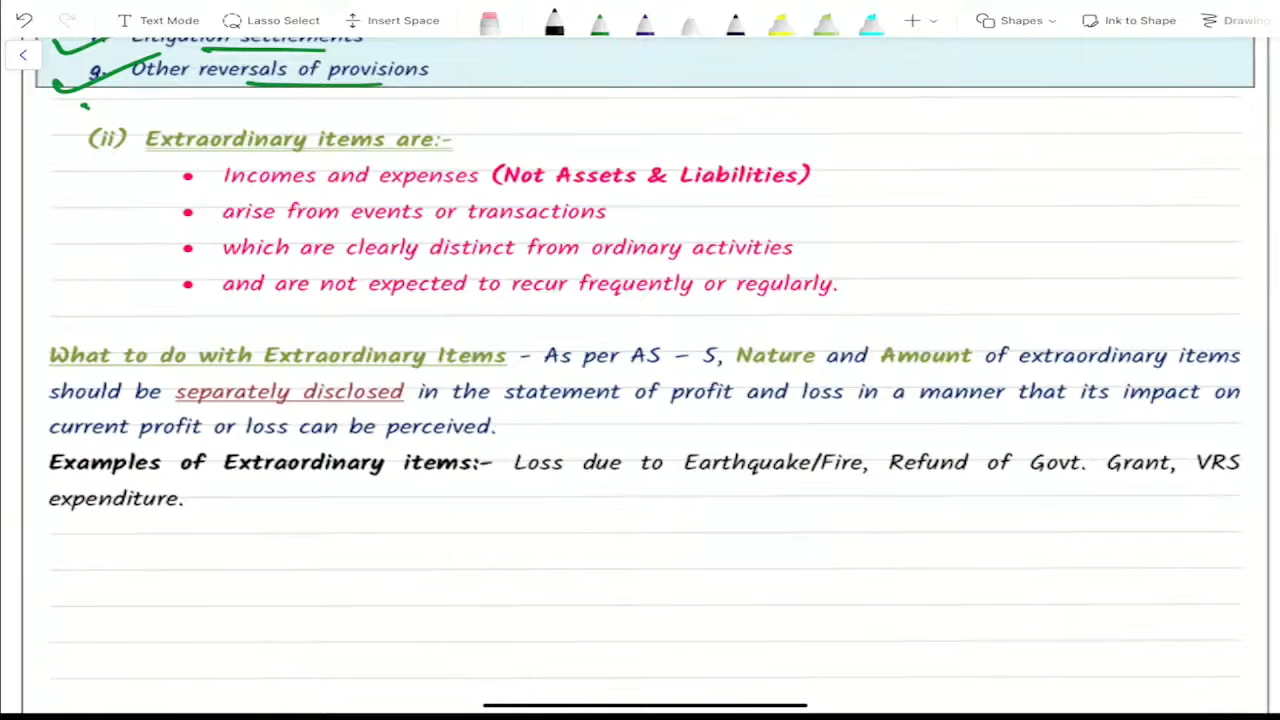 Text Mode Lasso Select Insert Space Shapes Ink to Shape Drawing
Litigation settlements
g. Other reversals of provisions
(ii) Extraordinary items are:-
• Incomes and expenses (Not Assets & Liabilities)
• arise from events or transactions
• which are clearly distinct from ordinary activities
• and are not expected to recur frequently or regularly.
What to do with Extraordinary Items - As per AS – 5, Nature and Amount of extraordinary items
should be separately disclosed in the statement of profit and loss in a manner that its impact on
current profit or loss can be perceived.
Examples of Extraordinary items:- Loss due to Earthquake/Fire, Refund of Govt. Grant, VRS
expenditure.